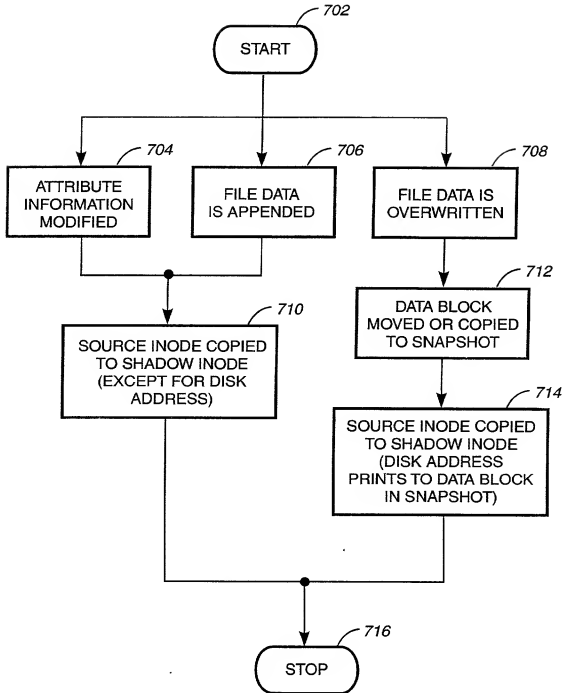 702
START
704
ATTRIBUTE
INFORMATION
MODIFIED
706
FILE DATA
IS APPENDED
708
FILE DATA IS
OVERWRITTEN
710
SOURCE INODE COPIED
TO SHADOW INODE
(EXCEPT FOR DISK
ADDRESS)
712
DATA BLOCK
MOVED OR COPIED
TO SNAPSHOT
714
SOURCE INODE COPIED
TO SHADOW INODE
(DISK ADDRESS
PRINTS TO DATA BLOCK
IN SNAPSHOT)
716
STOP